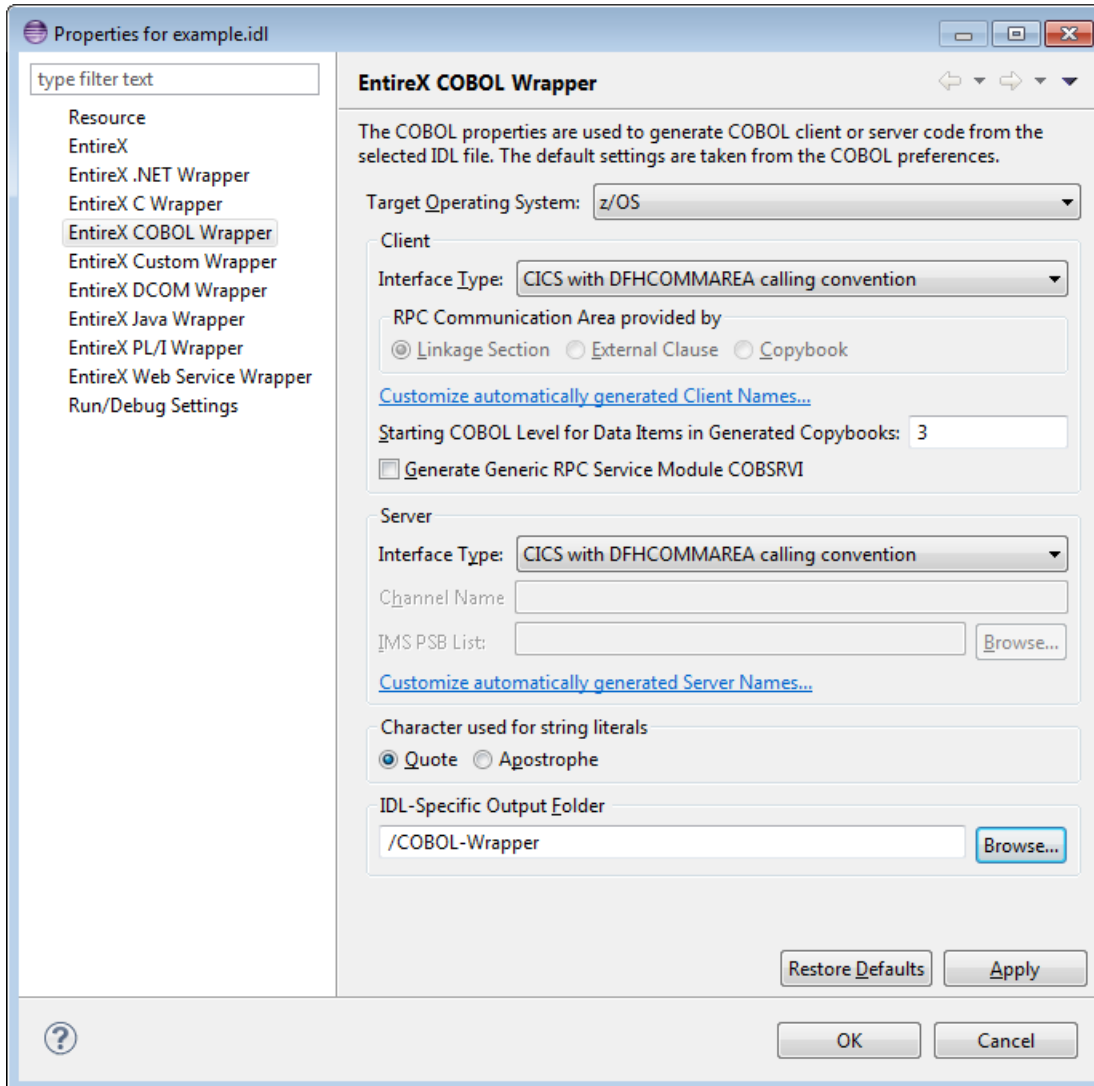 Properties for example.idl
type filter text
Resource
EntireX
EntireX .NET Wrapper
EntireX C Wrapper
EntireX COBOL Wrapper
EntireX Custom Wrapper
EntireX DCOM Wrapper
EntireX Java Wrapper
EntireX PL/I Wrapper
EntireX Web Service Wrapper
Run/Debug Settings
EntireX COBOL Wrapper
The COBOL properties are used to generate COBOL client or server code from the
selected IDL file. The default settings are taken from the COBOL preferences.
Target Operating System: z/OS
Client
Interface Type: CICS with DFHCOMMAREA calling convention
RPC Communication Area provided by
Linkage Section External Clause Copybook
Customize automatically generated Client Names...
Starting COBOL Level for Data Items in Generated Copybooks: 3
Generate Generic RPC Service Module COBSRVI
Server
Interface Type: CICS with DFHCOMMAREA calling convention
Channel Name
IMS PSB List: Browse...
Customize automatically generated Server Names...
Character used for string literals
Quote Apostrophe
IDL-Specific Output Folder
/COBOL-Wrapper Browse...
Restore Defaults Apply
? OK Cancel